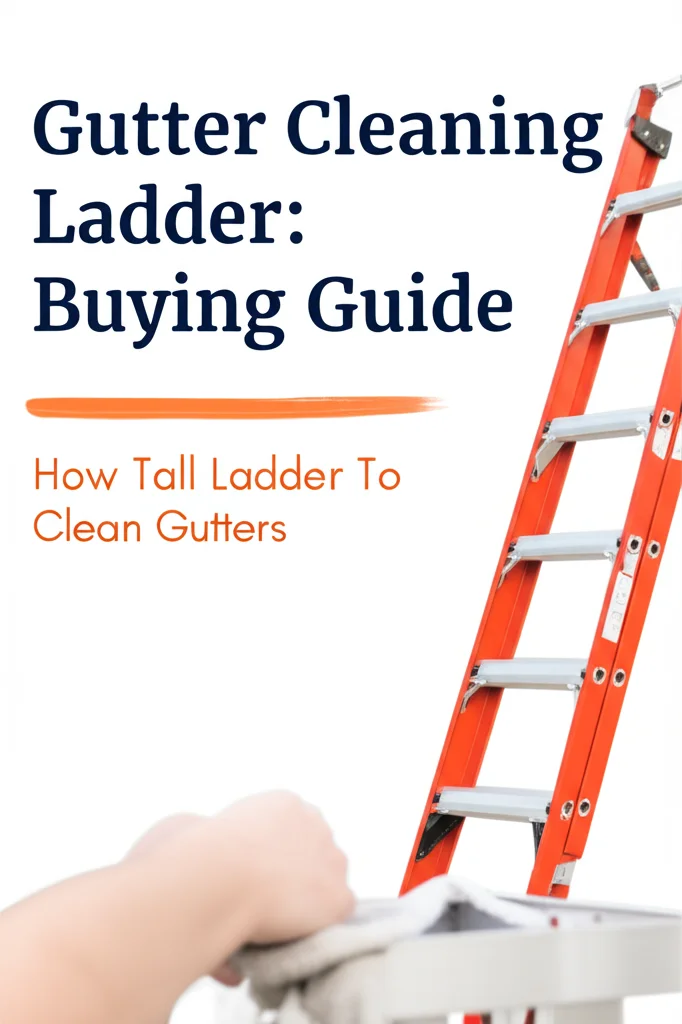 Gutter Cleaning
Ladder:
Buying Guide
How Tall Ladder To
Clean Gutters